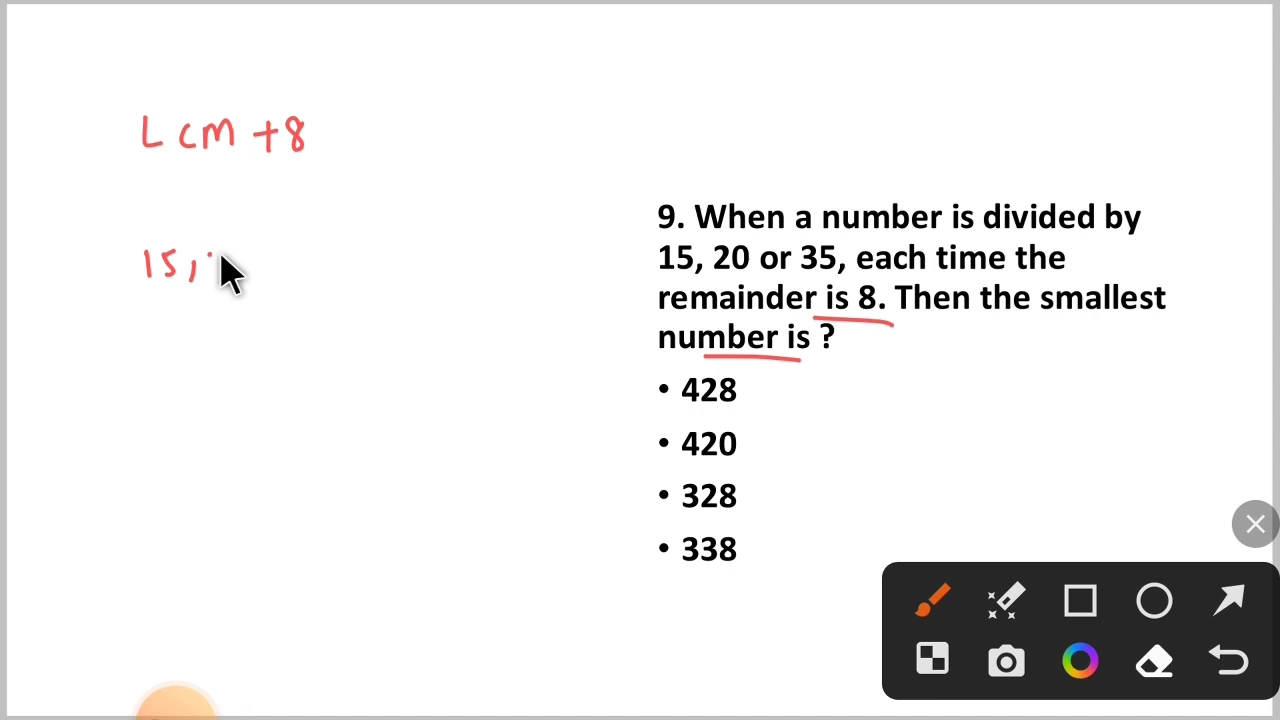 LCM +8
15,
9. When a number is divided by
15, 20 or 35, each time the
remainder is 8. Then the smallest
number is ?
• 428
• 420
• 328
• 338